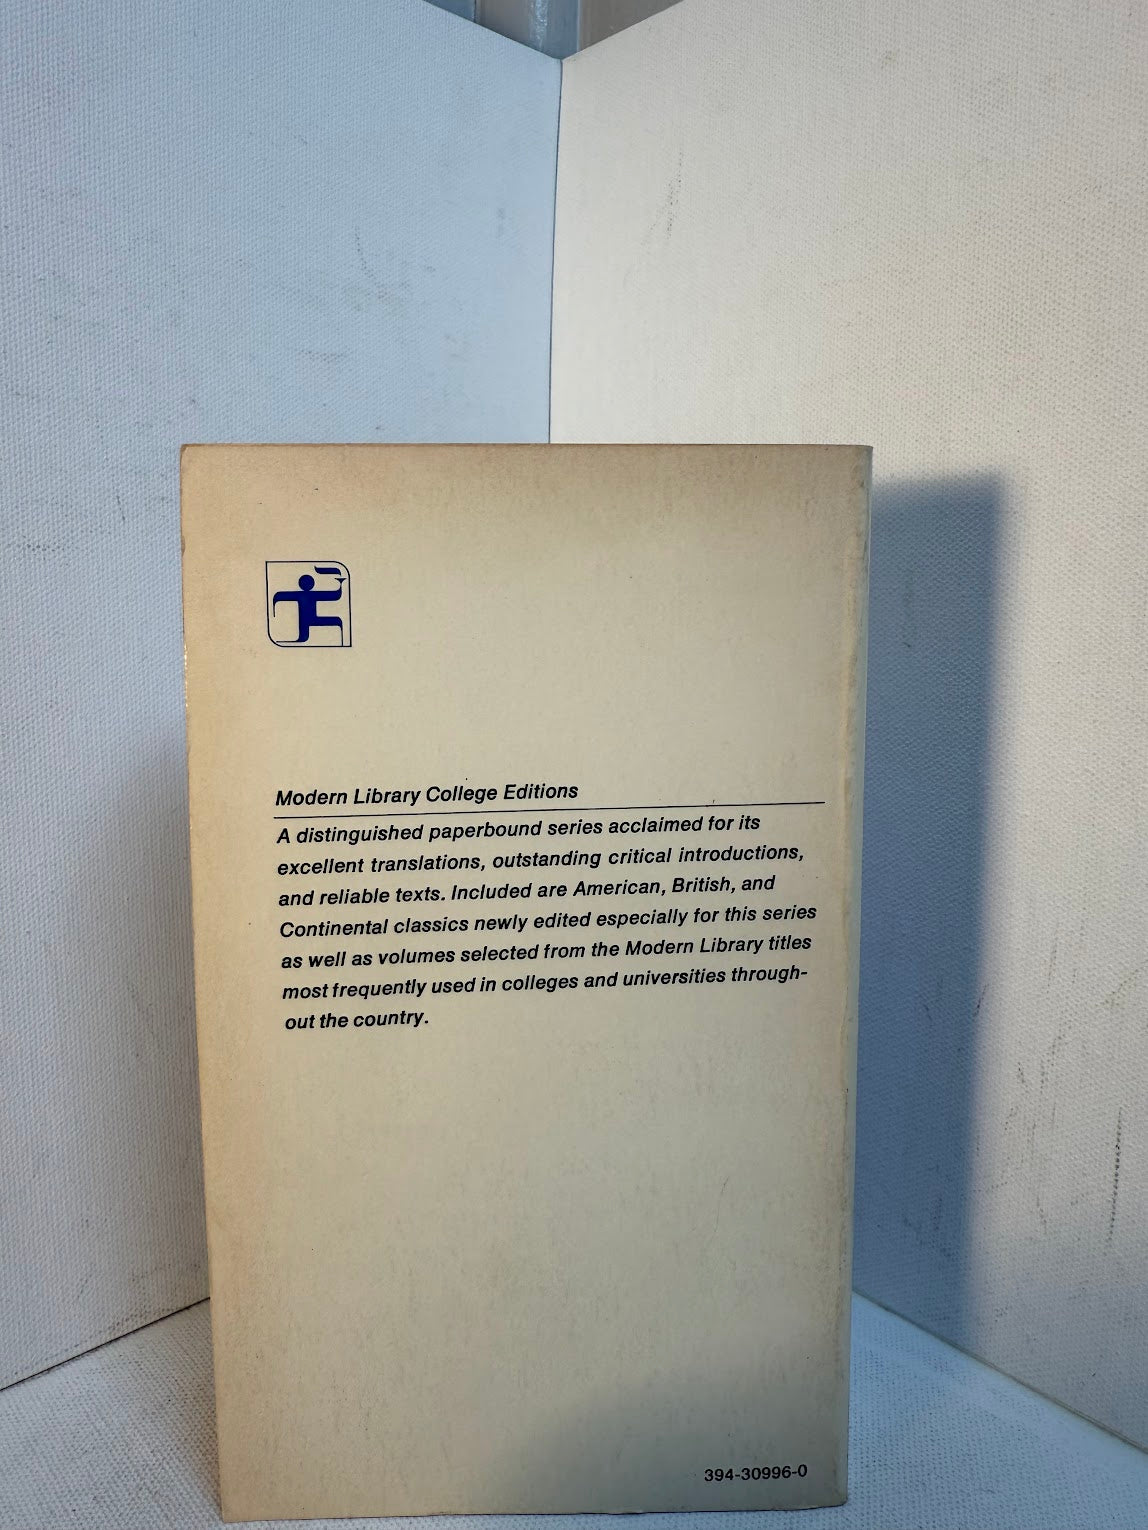 Modern Library College Editions
A distinguished paperbound series acclaimed for its
excellent translations, outstanding critical introductions,
and reliable texts. Included are American, British, and
Continental classics newly edited especially for this series
as well as volumes selected from the Modern Library titles
most frequently used in colleges and universities through-
out the country.
394-30996-0